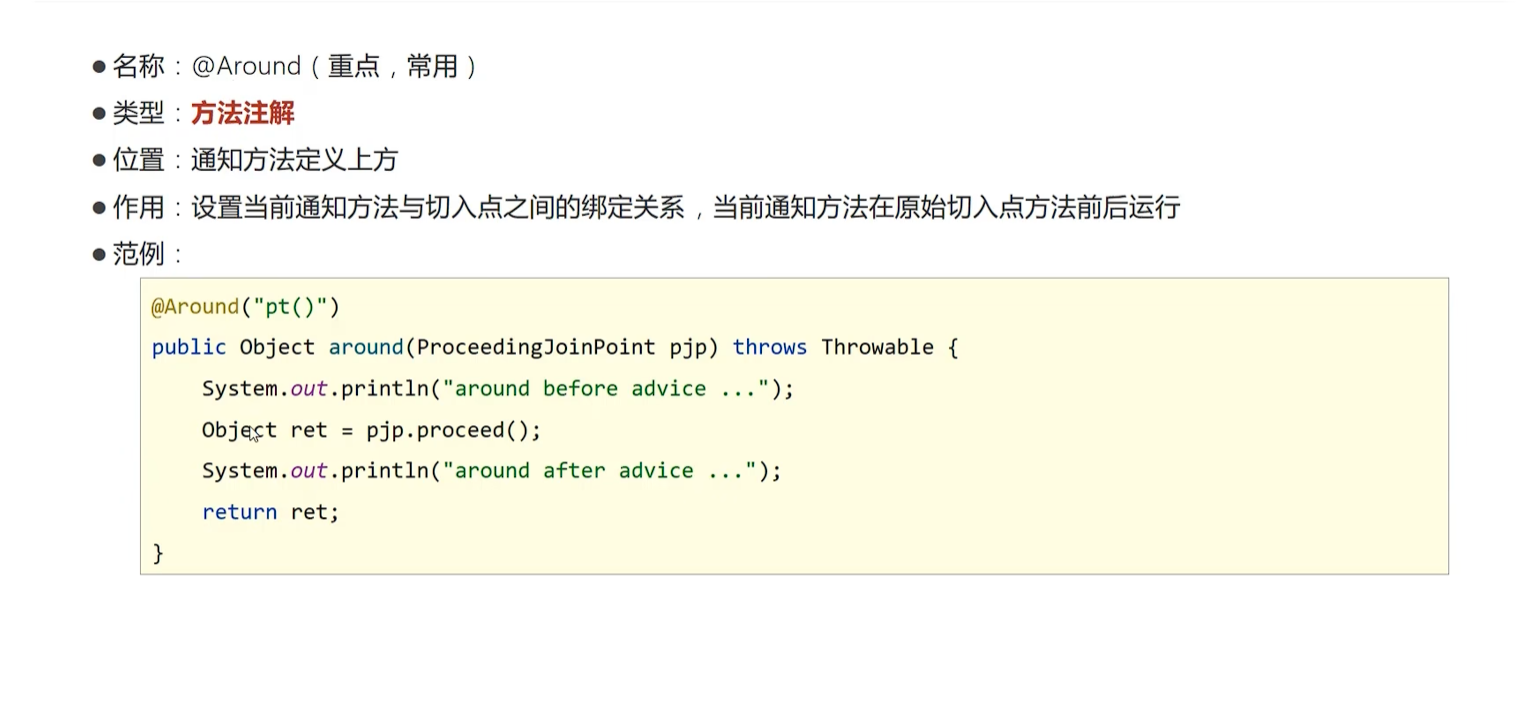 ●名称：@Around（重点，常用）
●类型：方法注解
●位置：通知方法定义上方
●作用：设置当前通知方法与切入点之间的绑定关系，当前通知方法在原始切入点方法前后运行
●范例：
@Around("pt()")
public Object around(ProceedingJoinPoint pjp) throws Throwable {
    System.out.println("around before advice ...");
    Object ret = pjp.proceed();
    System.out.println("around after advice ...");
    return ret;
}